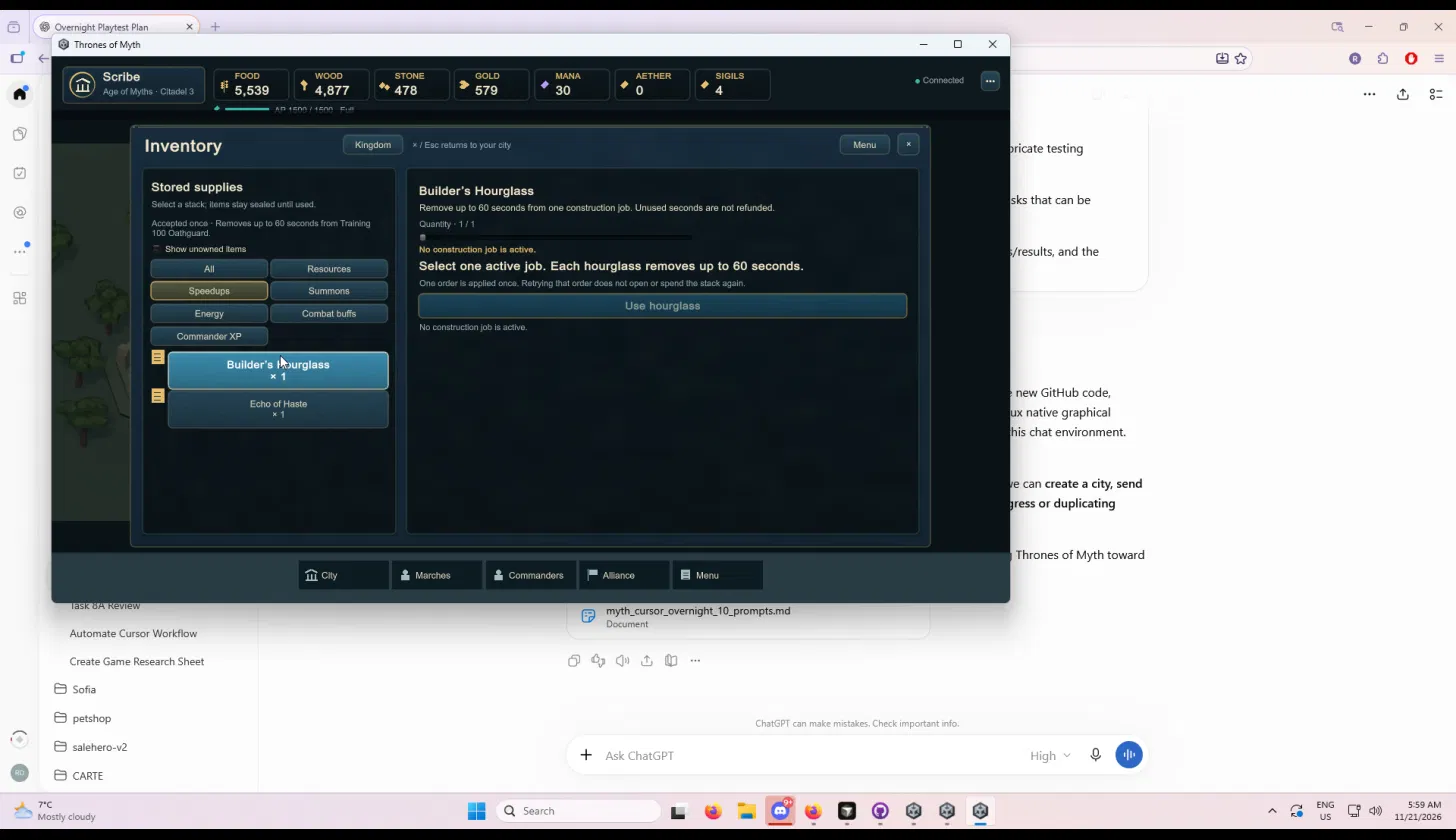 Overnight Playtest Plan
Thrones of Myth
Scribe
Age of Myths · Citadel 3
FOOD
5,539
WOOD
4,877
STONE
478
GOLD
579
MANA
30
AETHER
0
SIGILS
4
Connected
AP 1500 / 1500 · Full
Inventory
Kingdom
× / Esc returns to your city
Menu
×
Stored supplies
Select a stack; items stay sealed until used.
Accepted once · Removes up to 60 seconds from Training
100 Oathguard.
Show unowned items
All
Resources
Speedups
Summons
Energy
Combat buffs
Commander XP
Builder's Hourglass
× 1
Echo of Haste
× 1
Builder's Hourglass
Remove up to 60 seconds from one construction job. Unused seconds are not refunded.
Quantity · 1 / 1
No construction job is active.
Select one active job. Each hourglass removes up to 60 seconds.
One order is applied once. Retrying that order does not open or spend the stack again.
Use hourglass
No construction job is active.
City
Marches
Commanders
Alliance
Menu
ricate testing
sks that can be
s/results, and the
new GitHub code,
ux native graphical
his chat environment.
we can create a city, send
gress or duplicating
Thrones of Myth toward
myth_cursor_overnight_10_prompts.md
Document
Task 8A Review
Automate Cursor Workflow
Create Game Research Sheet
Sofia
petshop
salehero-v2
CARTE
RD
ChatGPT can make mistakes. Check important info.
Ask ChatGPT
High
7°C
Mostly cloudy
Search
9+
ENG
US
5:59 AM
11/21/2026